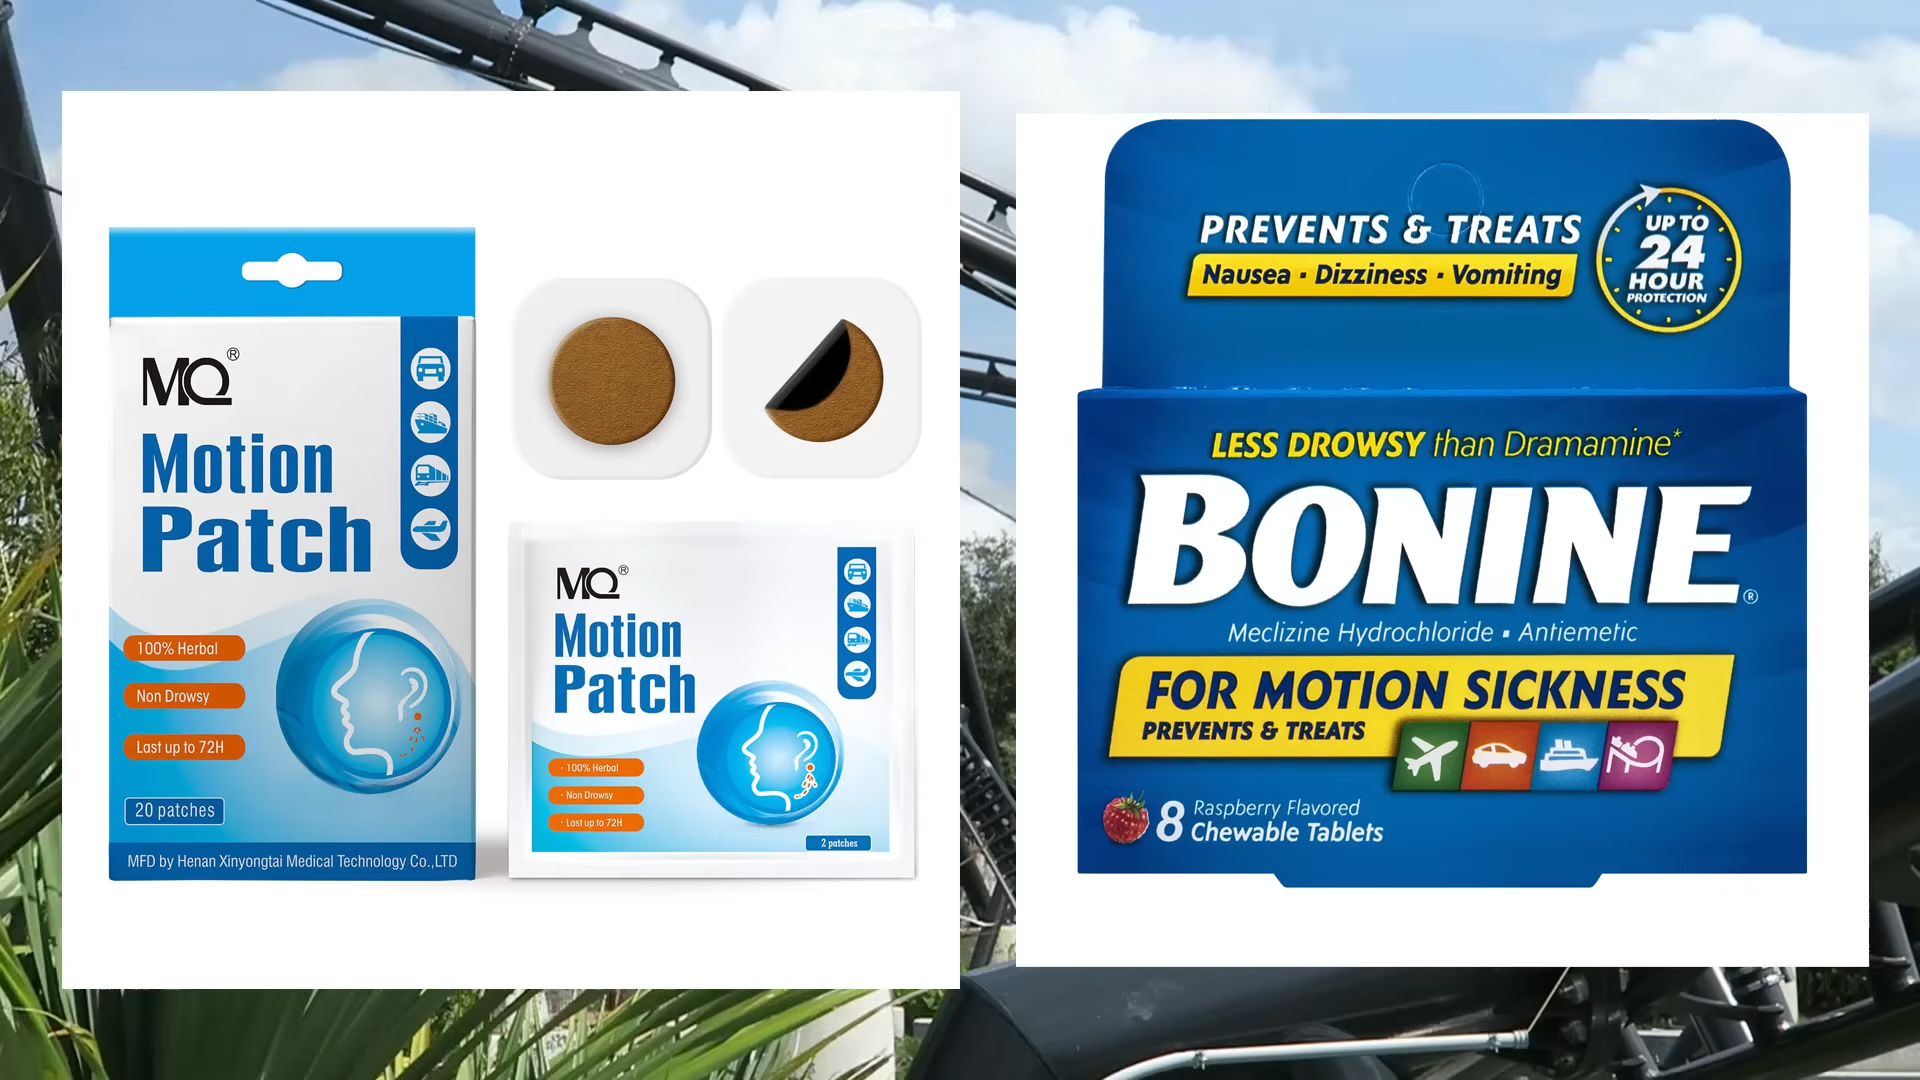 MQ®
Motion
Patch
100% Herbal
Non Drowsy
Last up to 72H
20 patches
MFD by Henan Xinyongtai Medical Technology Co.,LTD
MQ®
Motion
Patch
· 100% Herbal
· Non Drowsy
· Last up to 72H
2 patches
PREVENTS & TREATS
Nausea · Dizziness · Vomiting
UP TO
24
HOUR
PROTECTION
LESS DROWSY than Dramamine*
BONINE®
Meclizine Hydrochloride ▪ Antiemetic
FOR MOTION SICKNESS
PREVENTS & TREATS
8 Raspberry Flavored
Chewable Tablets